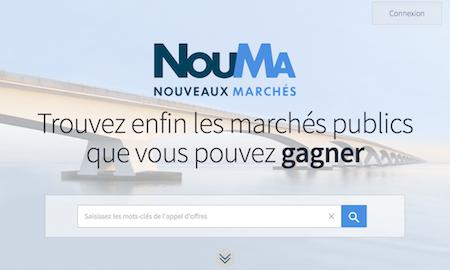 Connexion
NOUMA
NOUVEAUX MARCHÉS
Trouvez enfin les marchés publics
que vous pouvez gagner
Saisissez les mots-clés de l'appel d'offres